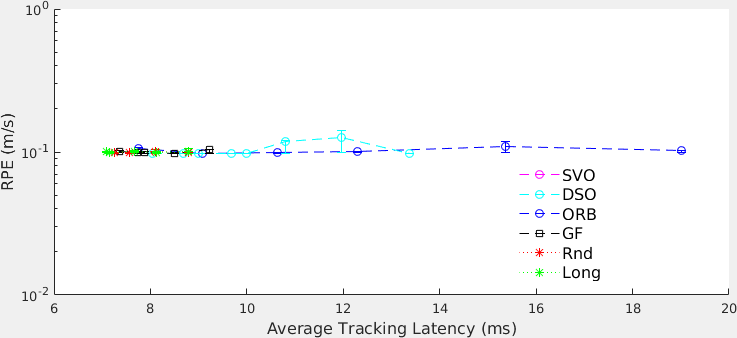 10^0
10^-1
10^-2
RPE (m/s)
6 8 10 12 14 16 18 20
Average Tracking Latency (ms)
SVO
DSO
ORB
GF
Rnd
Long